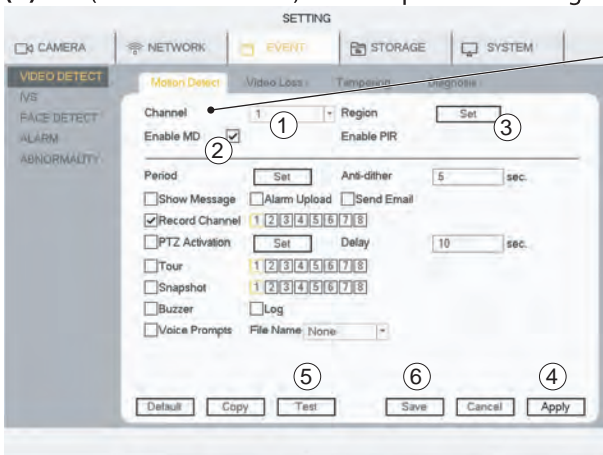 SETTING
CAMERA NETWORK EVENT STORAGE SYSTEM
VIDEO DETECT
IVS
FACE DETECT
ALARM
ABNORMALITY
Motion Detect Video Loss Tampering Diagnosis
Channel 1 ① Region Set ③
Enable MD ② Enable PIR
Period Set Anti-dither 5 sec.
Show Message Alarm Upload Send Email
Record Channel 1 2 3 4 5 6 7 8
PTZ Activation Set Delay 10 sec.
Tour 1 2 3 4 5 6 7 8
Snapshot 1 2 3 4 5 6 7 8
Buzzer Log
Voice Prompts File Name None
⑤ ⑥ ④
Default Copy Test Save Cancel Apply